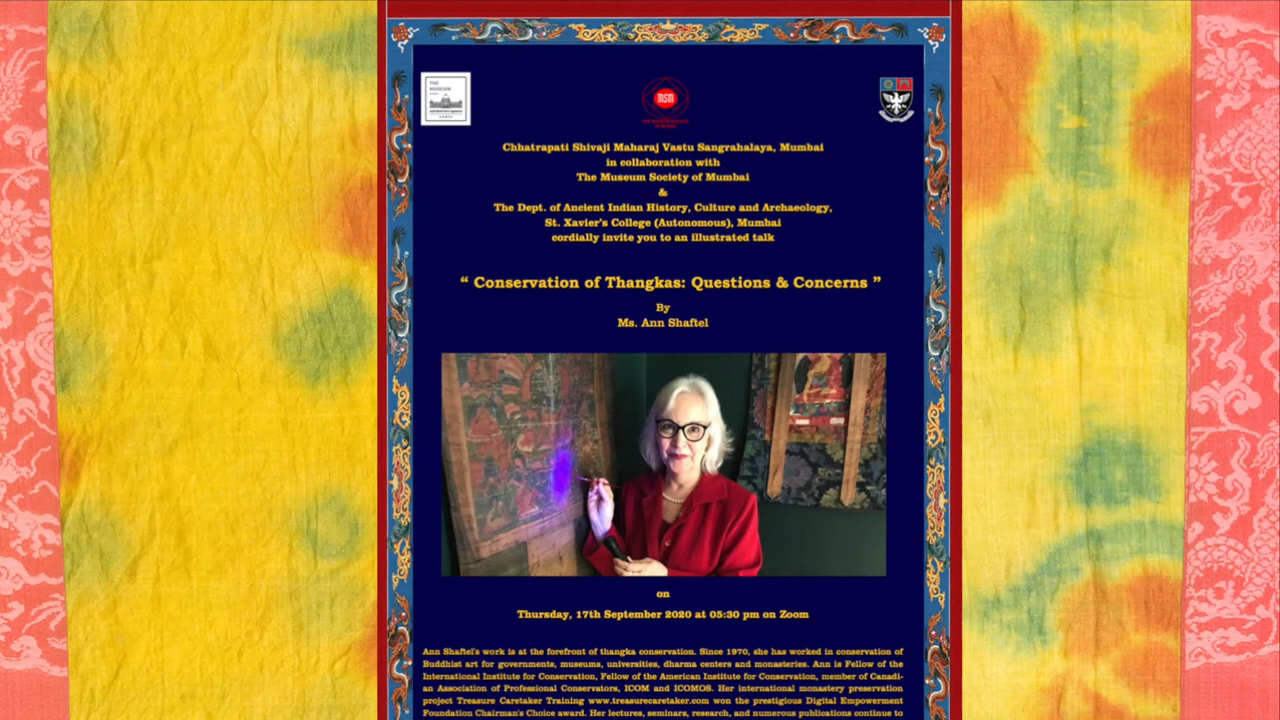 THE
MUSEUM
MSM
Chhatrapati Shivaji Maharaj Vastu Sangrahalaya, Mumbai
in collaboration with
The Museum Society of Mumbai
&
The Dept. of Ancient Indian History, Culture and Archaeology,
St. Xavier's College (Autonomous), Mumbai
cordially invite you to an illustrated talk
“ Conservation of Thangkas: Questions & Concerns ”
By
Ms. Ann Shaftel
on
Thursday, 17th September 2020 at 05:30 pm on Zoom
Ann Shaftel's work is at the forefront of thangka conservation. Since 1970, she has worked in conservation of
Buddhist art for governments, museums, universities, dharma centers and monasteries. Ann is Fellow of the
International Institute for Conservation, Fellow of the American Institute for Conservation, member of Canadi-
an Association of Professional Conservators, ICOM and ICOMOS. Her international monastery preservation
project Treasure Caretaker Training www.treasurecaretaker.com won the prestigious Digital Empowerment
Foundation Chairman's Choice award. Her lectures, seminars, research, and numerous publications continue to